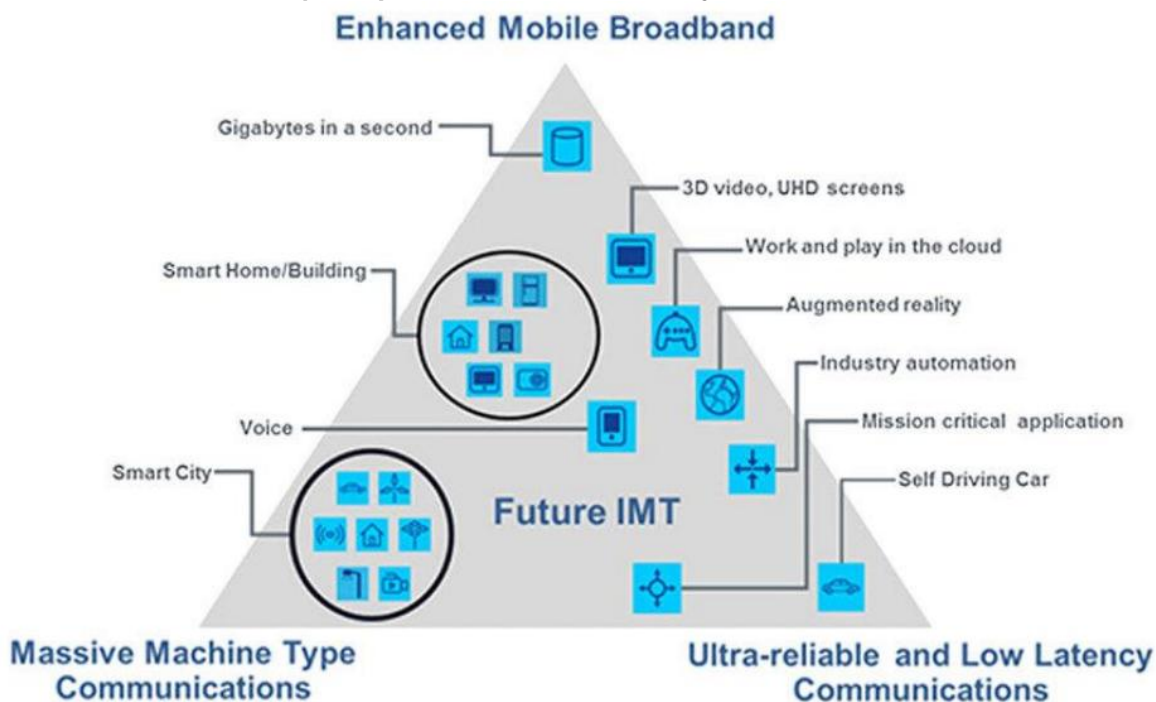 Enhanced Mobile Broadband
Gigabytes in a second
3D video, UHD screens
Work and play in the cloud
Smart Home/Building
Augmented reality
Industry automation
Mission critical application
Voice
Smart City
Self Driving Car
Future IMT
Massive Machine Type
Communications
Ultra-reliable and Low Latency
Communications